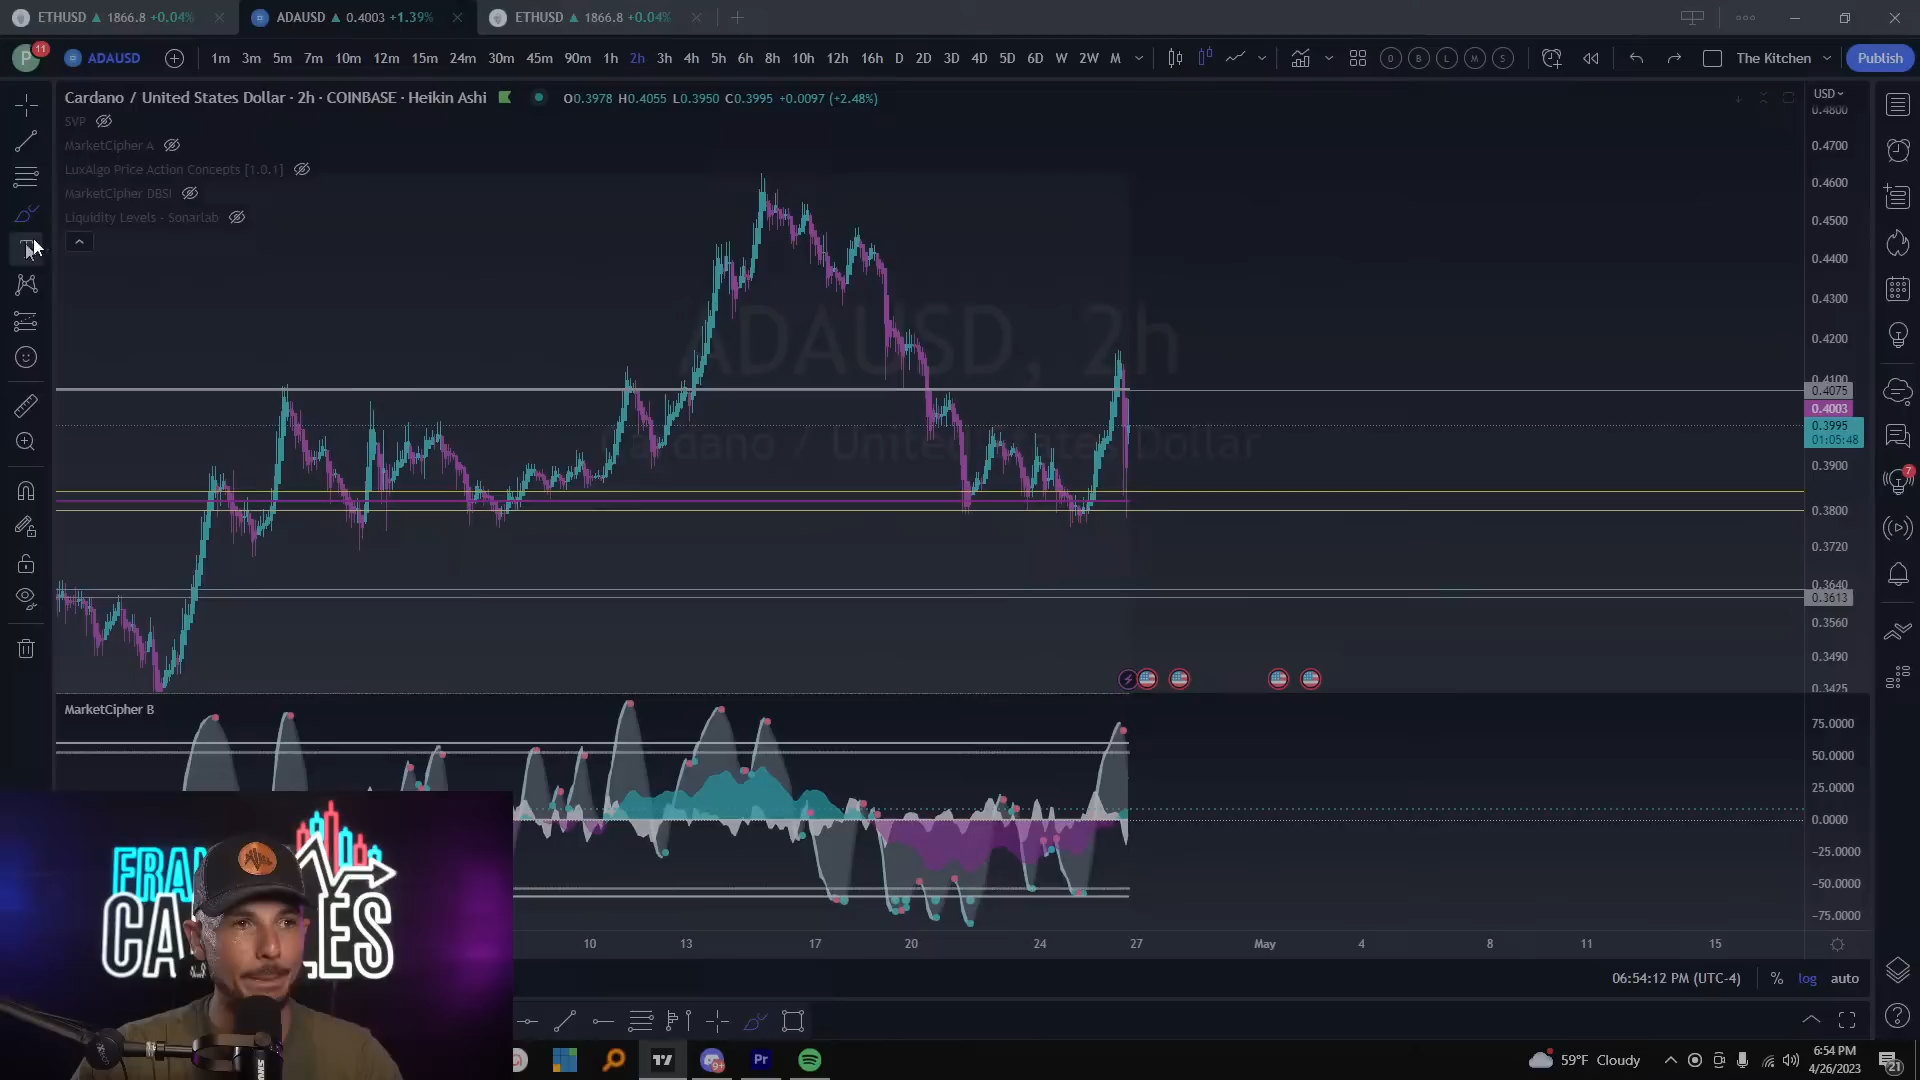 ETHUSD ▲ 1866.8 +0.04%
ADAUSD ▲ 0.4003 +1.39%
ETHUSD ▲ 1866.8 +0.04%
P 11 ADAUSD 1m 3m 5m 7m 10m 12m 15m 24m 30m 45m 90m 1h 2h 3h 4h 5h 6h 8h 10h 12h 16h D 2D 3D 4D 5D 6D W 2W M
The Kitchen Publish
Cardano / United States Dollar · 2h · COINBASE · Heikin Ashi
O0.3978 H0.4055 L0.3950 C0.3995 +0.0097 (+2.48%)
USD
SVP
MarketCipher A
LuxAlgo Price Action Concepts [1.0.1]
MarketCipher DBSI
Liquidity Levels - Sonarlab
ADAUSD, 2h
Cardano / United States Dollar
0.4800
0.4700
0.4600
0.4500
0.4400
0.4300
0.4200
0.4100
0.4075
0.4003
0.3995
01:05:48
0.3900
0.3800
0.3720
0.3640
0.3613
0.3560
0.3490
0.3425
7
MarketCipher B
75.0000
50.0000
25.0000
0.0000
−25.0000
−50.0000
−75.0000
10 13 17 20 24 27 May 4 8 11 15
06:54:12 PM (UTC-4) % log auto
Pr
59°F Cloudy
6:54 PM
4/26/2023
21